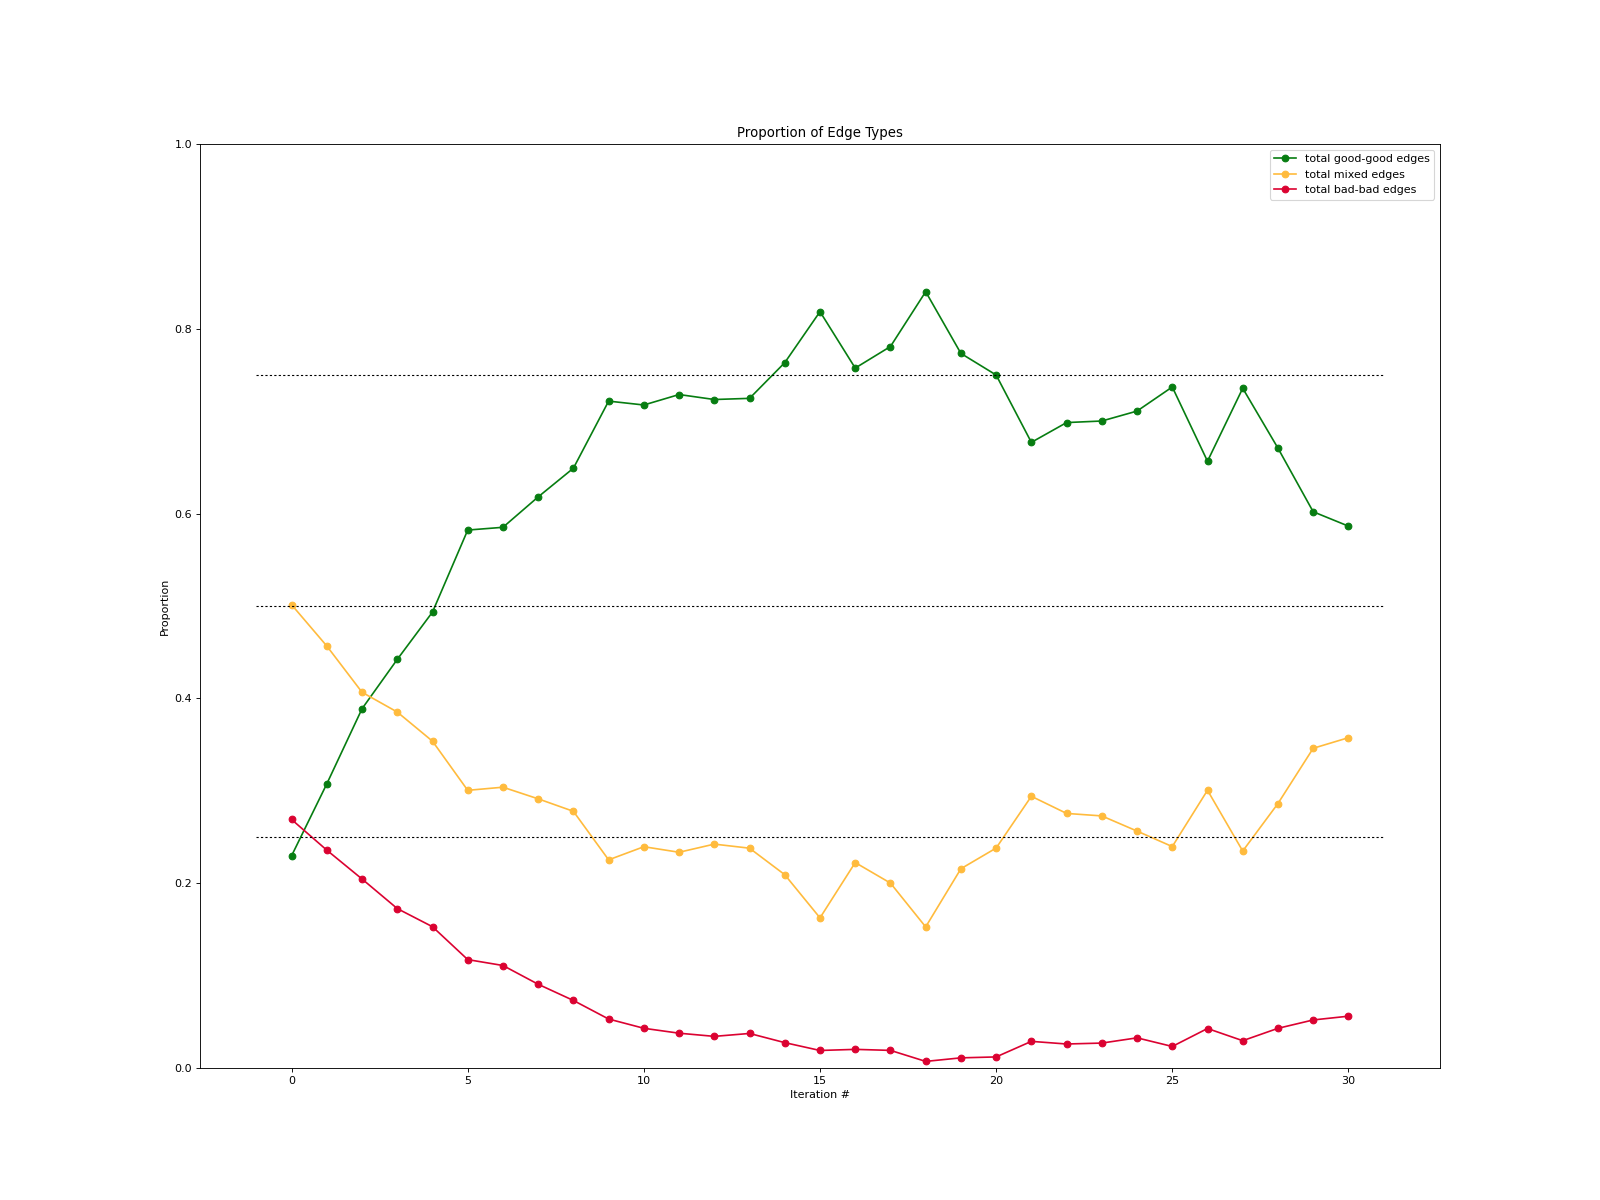 Proportion of Edge Types
total good-good edges
total mixed edges
total bad-bad edges
Proportion
1.0
0.8
0.6
0.4
0.2
0.0
0 5 10 15 20 25 30
Iteration #